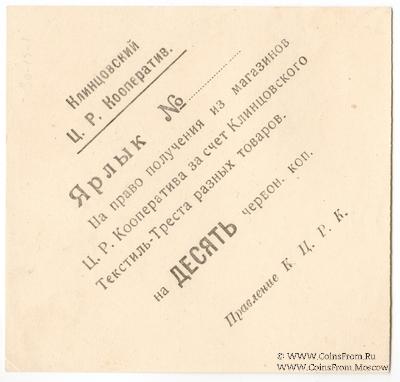 Клинцовский
Ц. Р. Кооператив.
Ярлык №
На право получения из магазинов
Ц. Р. Кооператива за счет Клинцовского
Текстиль-Треста разных товаров.
на ДЕСЯТЬ червон. коп.
Правление К Ц. Р. К.
© WWW.CoinsFrom.Ru
WWW.CoinsFrom.Moscow